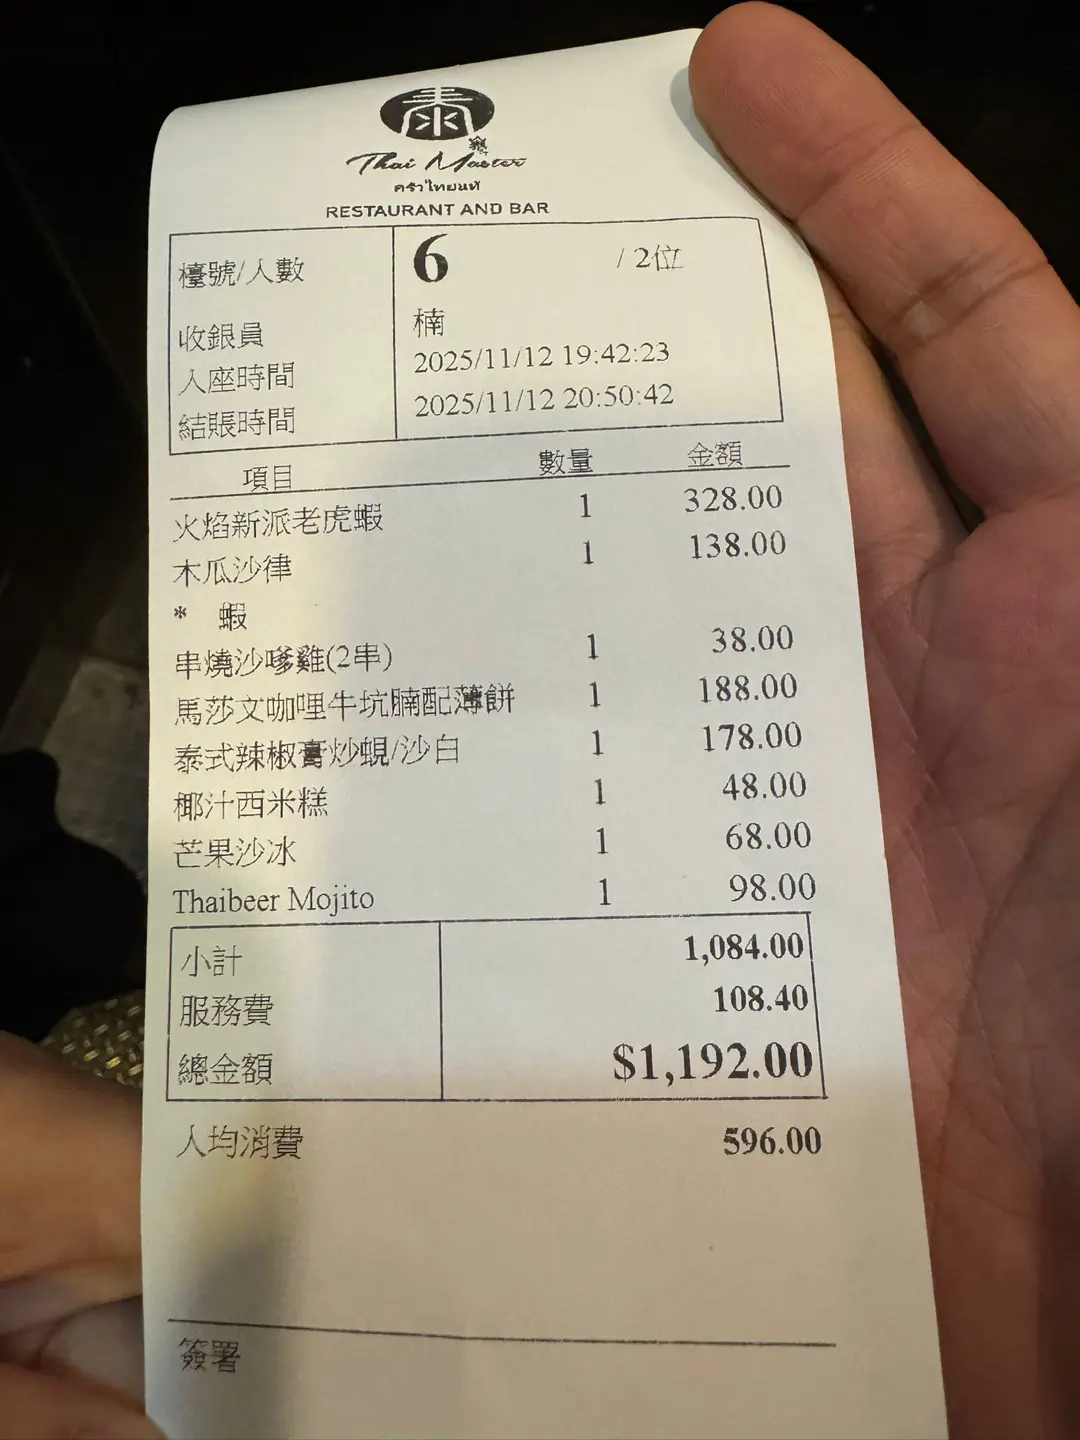 泰
Thai Master
ครัวไทยแท้
RESTAURANT AND BAR
檯號/人數 6 / 2位
收銀員 楠
入座時間 2025/11/12 19:42:23
結賬時間 2025/11/12 20:50:42
項目 數量 金額
火焰新派老虎蝦 1 328.00
木瓜沙律 1 138.00
* 蝦
串燒沙嗲雞(2串) 1 38.00
馬莎文咖哩牛坑腩配薄餅 1 188.00
泰式辣椒膏炒蜆/沙白 1 178.00
椰汁西米糕 1 48.00
芒果沙冰 1 68.00
Thaibeer Mojito 1 98.00
小計 1,084.00
服務費 108.40
總金額 $1,192.00
人均消費 596.00
簽署